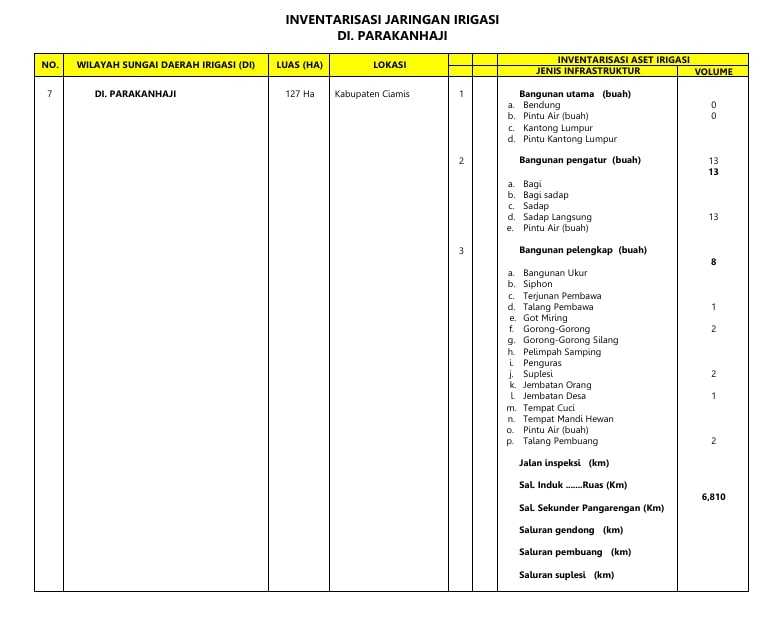 INVENTARISASI JARINGAN IRIGASI
DI. PARAKANHAJI
NO. WILAYAH SUNGAI DAERAH IRIGASI (DI) LUAS (HA) LOKASI INVENTARISASI ASET IRIGASI
JENIS INFRASTRUKTUR VOLUME
7 DI. PARAKANHAJI 127 Ha Kabupaten Ciamis 1 Bangunan utama (buah)
a. Bendung 0
b. Pintu Air (buah) 0
c. Kantong Lumpur
d. Pintu Kantong Lumpur
2 Bangunan pengatur (buah) 13
13
a. Bagi
b. Bagi sadap
c. Sadap
d. Sadap Langsung 13
e. Pintu Air (buah)
3 Bangunan pelengkap (buah)
8
a. Bangunan Ukur
b. Siphon
c. Terjunan Pembawa
d. Talang Pembawa 1
e. Got Miring
f. Gorong-Gorong 2
g. Gorong-Gorong Silang
h. Pelimpah Samping
i. Penguras
j. Suplesi 2
k. Jembatan Orang
l. Jembatan Desa 1
m. Tempat Cuci
n. Tempat Mandi Hewan
o. Pintu Air (buah)
p. Talang Pembuang 2
Jalan inspeksi (km)
Sal. Induk .......Ruas (Km)
6,810
Sal. Sekunder Pangarengan (Km)
Saluran gendong (km)
Saluran pembuang (km)
Saluran suplesi (km)